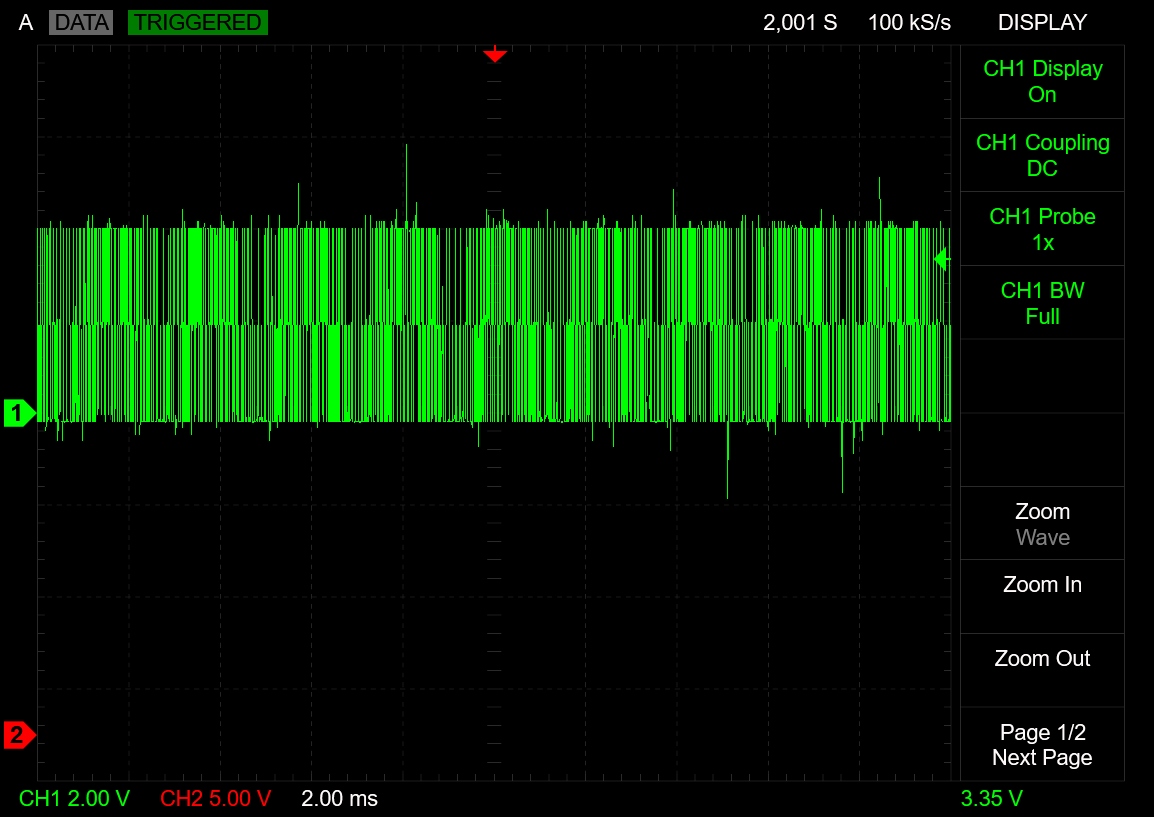 A DATA TRIGGERED 2,001 S 100 kS/s DISPLAY
CH1 Display
On
CH1 Coupling
DC
CH1 Probe
1x
CH1 BW
Full
1
Zoom
Wave
Zoom In
Zoom Out
2
Page 1/2
Next Page
CH1 2.00 V CH2 5.00 V 2.00 ms 3.35 V